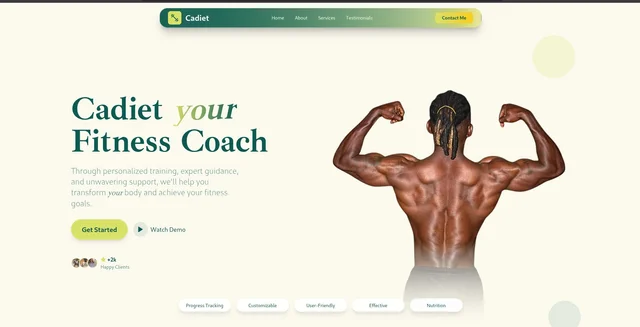 Cadiet
Home About Services Testimonials
Contact Me
Cadiet your
Fitness Coach
Through personalized training, expert guidance,
and unwavering support, we'll help you
transform your body and achieve your fitness
goals.
Get Started
Watch Demo
+2k
Happy Clients
Progress Tracking
Customizable
User-Friendly
Effective
Nutrition